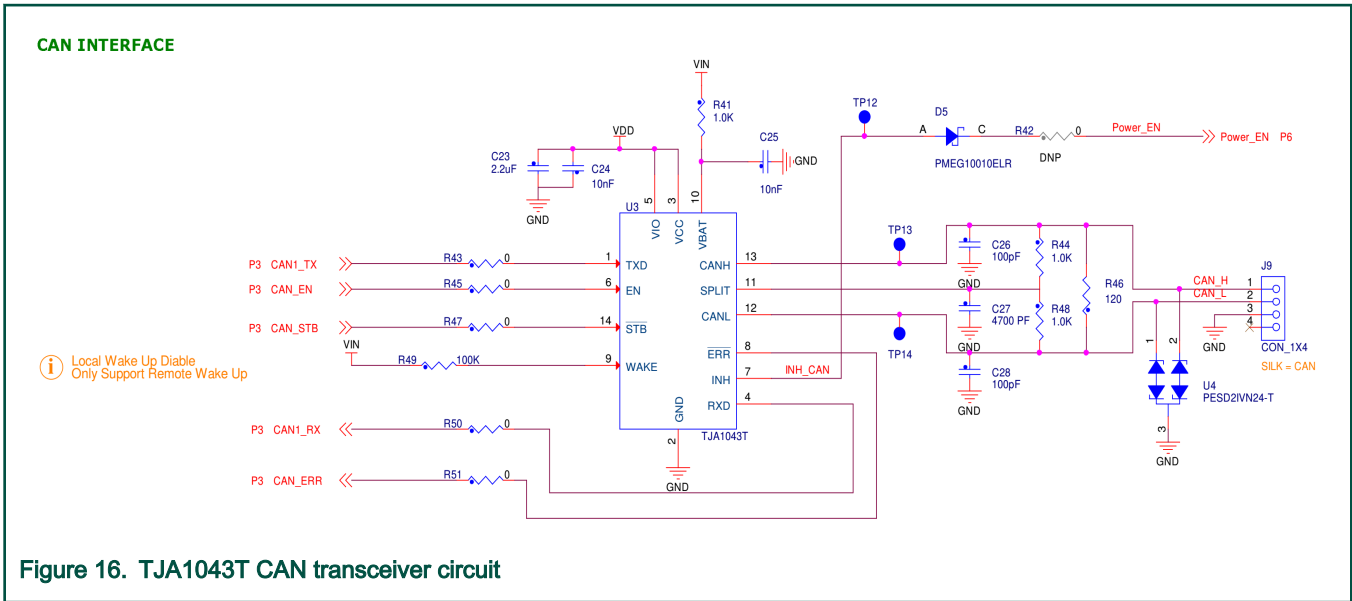 CAN INTERFACE
VIN
R41
1.0K
C25
GND
10nF
TP12
D5
A
C
PMEG10010ELR
R42
0
DNP
Power_EN
Power_EN P6
VDD
C23
2.2uF
C24
10nF
GND
U3
5
3
10
VIO
VCC
VBAT
P3 CAN1_TX
R43
0
1
TXD
P3 CAN_EN
R45
0
6
EN
P3 CAN_STB
R47
0
14
STB
VIN
R49
100K
9
WAKE
i
Local Wake Up Diable
Only Support Remote Wake Up
P3 CAN1_RX
R50
0
P3 CAN_ERR
R51
0
CANH
13
SPLIT
11
CANL
12
ERR
8
INH
7
INH_CAN
RXD
4
GND
2
GND
TJA1043T
TP13
TP14
C26
100pF
GND
C27
4700 PF
GND
C28
100pF
GND
R44
1.0K
R48
1.0K
R46
120
CAN_H
CAN_L
J9
1
2
3
4
GND
CON_1X4
SILK = CAN
1
2
U4
PESD2IVN24-T
3
GND
Figure 16. TJA1043T CAN transceiver circuit